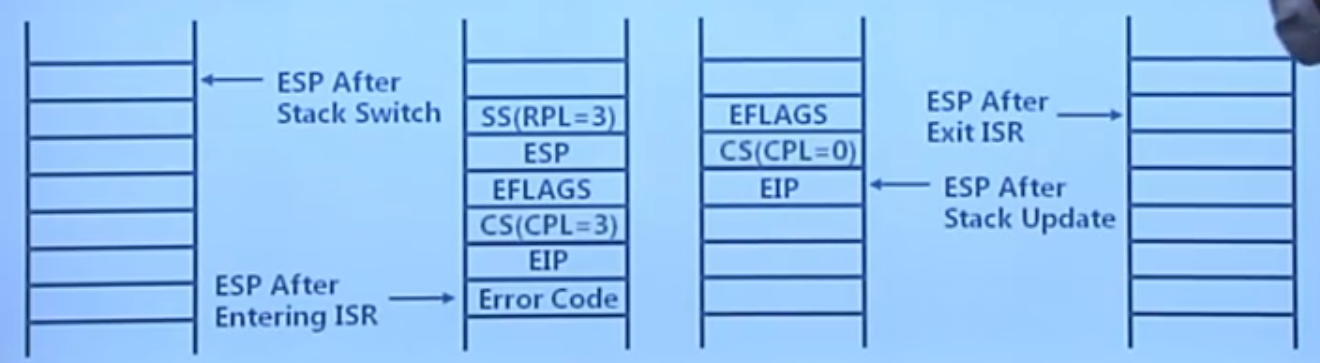 ESP After
Stack Switch
ESP After
Entering ISR
SS(RPL=3)
ESP
EFLAGS
CS(CPL=3)
EIP
Error Code
EFLAGS
CS(CPL=0)
EIP
ESP After
Exit ISR
ESP After
Stack Update